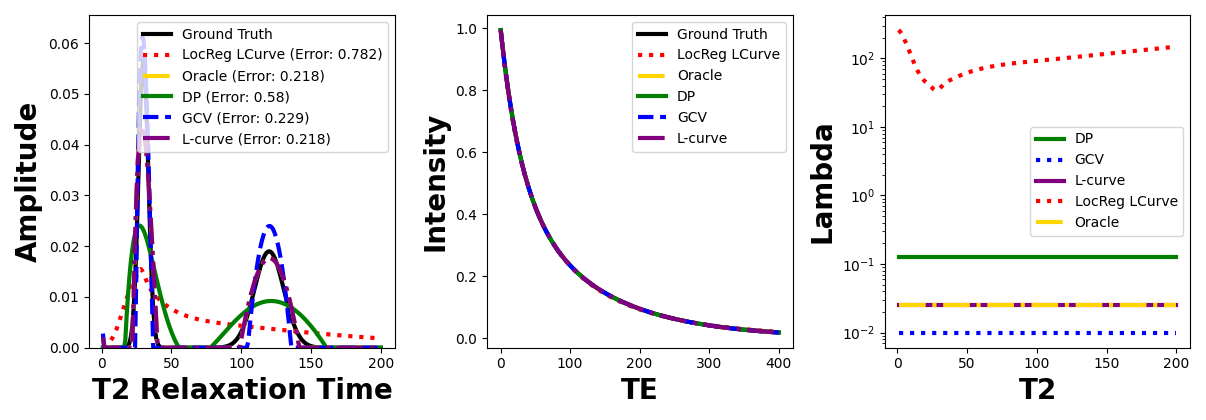 Amplitude
0.06
0.05
0.04
0.03
0.02
0.01
0.00
0 50 100 150 200
T2 Relaxation Time
Ground Truth
LocReg LCurve (Error: 0.782)
Oracle (Error: 0.218)
DP (Error: 0.58)
GCV (Error: 0.229)
L-curve (Error: 0.218)
Intensity
1.0
0.8
0.6
0.4
0.2
0.0
0 100 200 300 400
TE
Ground Truth
LocReg LCurve
Oracle
DP
GCV
L-curve
Lambda
10²
10¹
10⁰
10⁻¹
10⁻²
0 50 100 150 200
T2
DP
GCV
L-curve
LocReg LCurve
Oracle